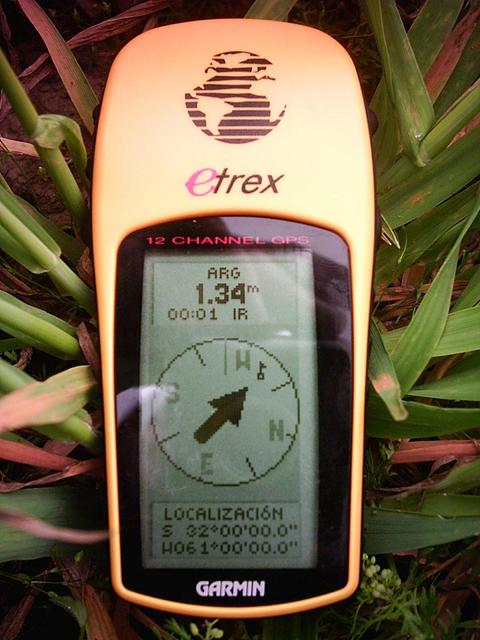 etrex
12 CHANNEL GPS
ARG
1.34m
00:01 IR
W
S
N
E
LOCALIZACIÓN
S 32°00'00.0"
W061°00'00.0"
GARMIN